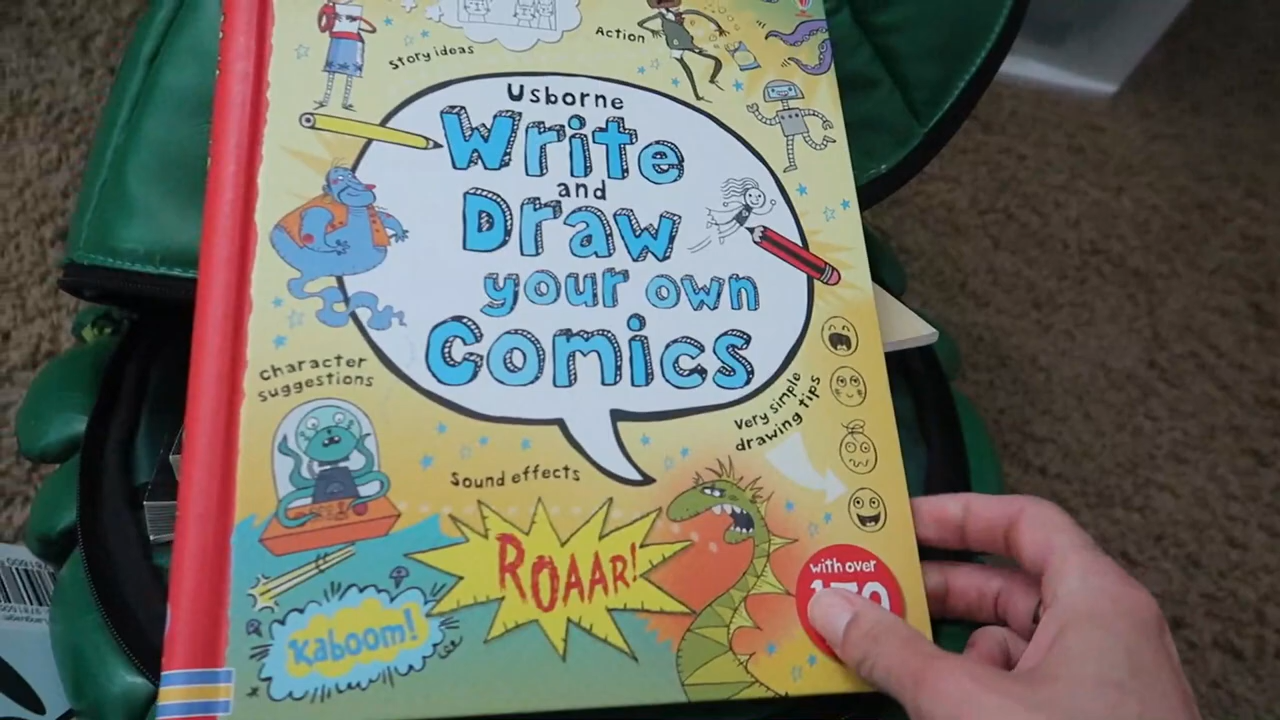 Story ideas
Action
Usborne
Write
and
Draw
your own
Comics
character
suggestions
very simple
drawing tips
Sound effects
ROAAR!
Kaboom!
with over